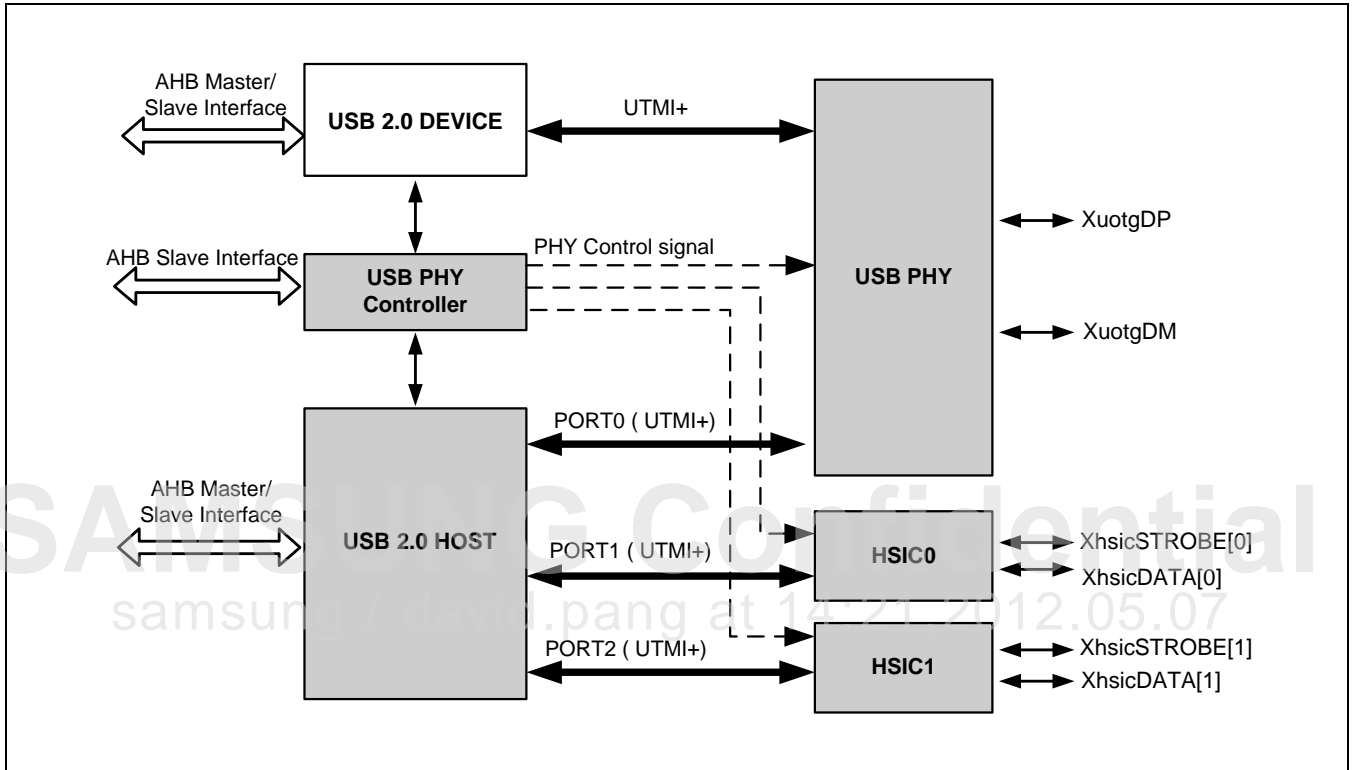 AHB Master/
Slave Interface
USB 2.0 DEVICE
UTMI+
XuotgDP
AHB Slave Interface
USB PHY
Controller
PHY Control signal
USB PHY
XuotgDM
PORT0 ( UTMI+)
AHB Master/
Slave Interface
USB 2.0 HOST
PORT1 ( UTMI+)
HSIC0
XhsicSTROBE[0]
XhsicDATA[0]
SAMSUNG Confidential
samsung / david.pang at 14:21,2012.05.07
PORT2 ( UTMI+)
HSIC1
XhsicSTROBE[1]
XhsicDATA[1]